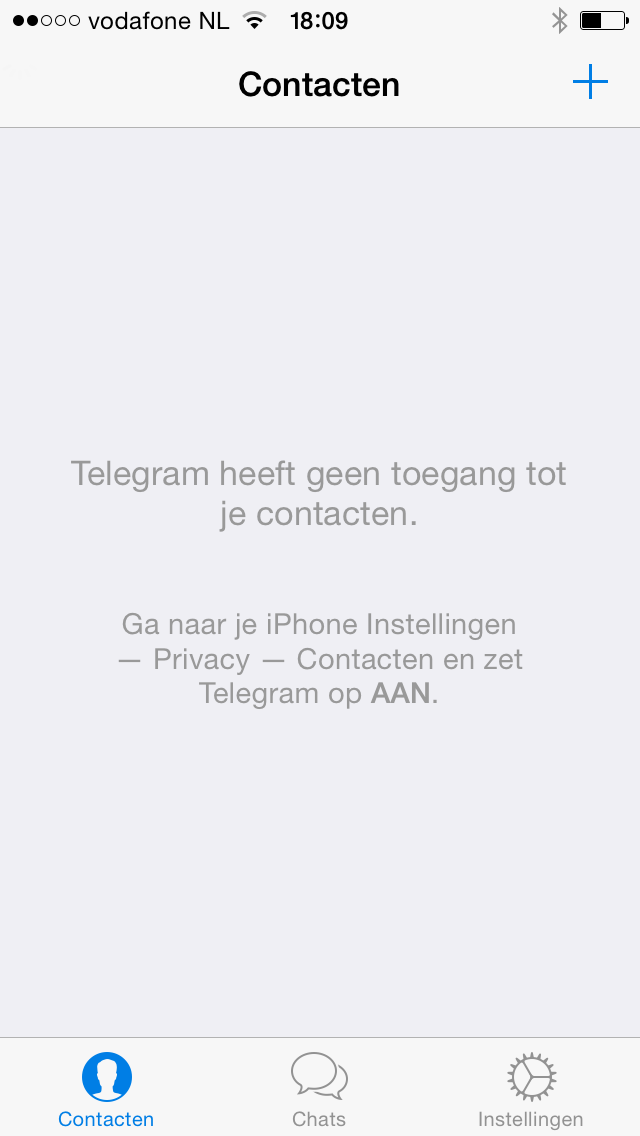 vodafone NL 18:09
Contacten
Telegram heeft geen toegang tot
je contacten.
Ga naar je iPhone Instellingen
— Privacy — Contacten en zet
Telegram op AAN.
Contacten Chats Instellingen